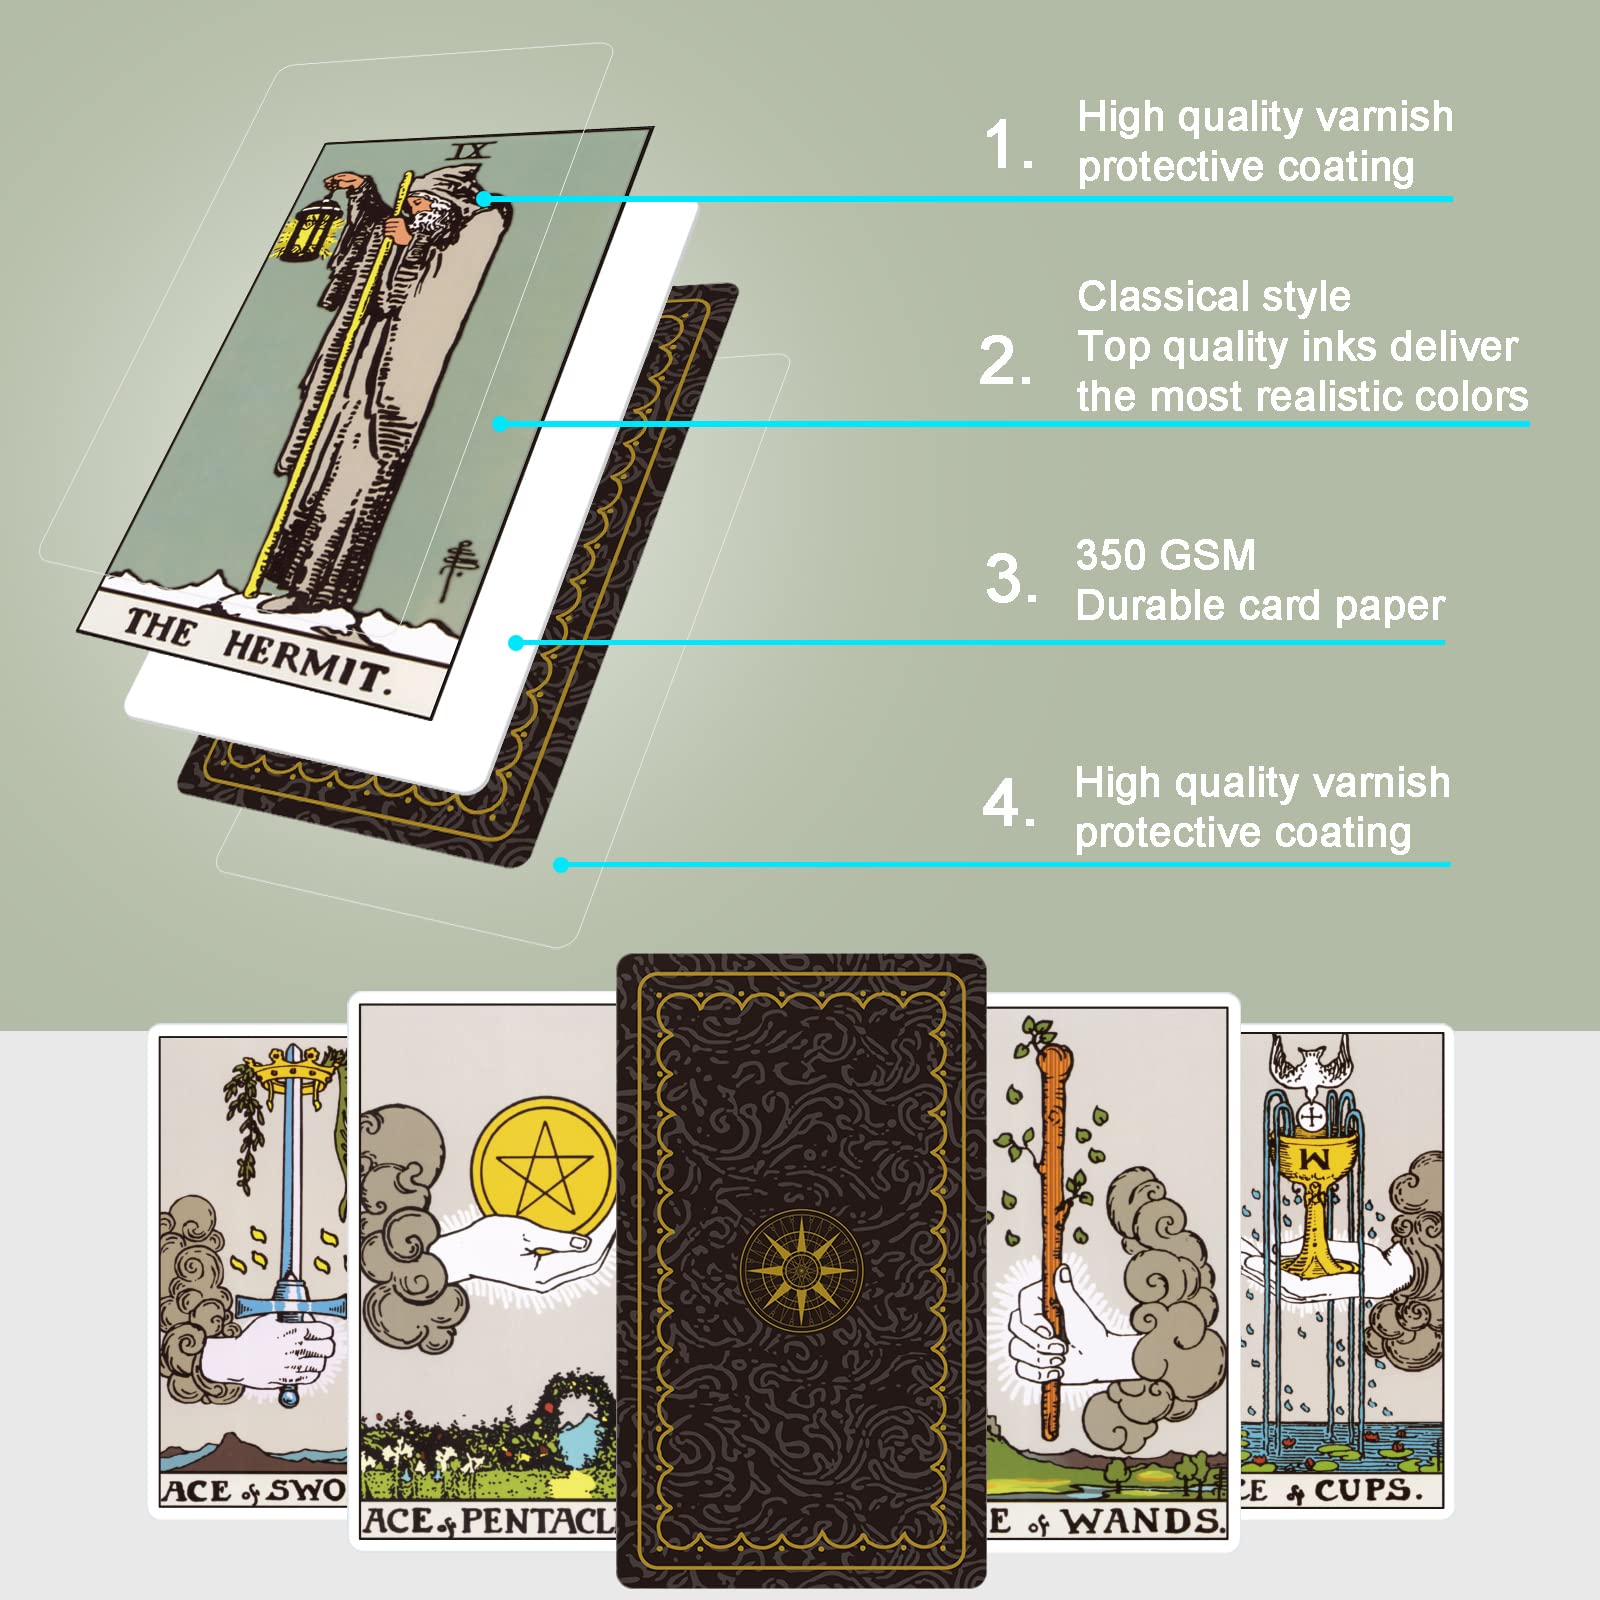 1.
High quality varnish
protective coating
2.
Classical style
Top quality inks deliver
the most realistic colors
3.
350 GSM
Durable card paper
4.
High quality varnish
protective coating
IX
THE HERMIT.
ACE of SWO
ACE of PENTACL
E of WANDS.
CE of CUPS.